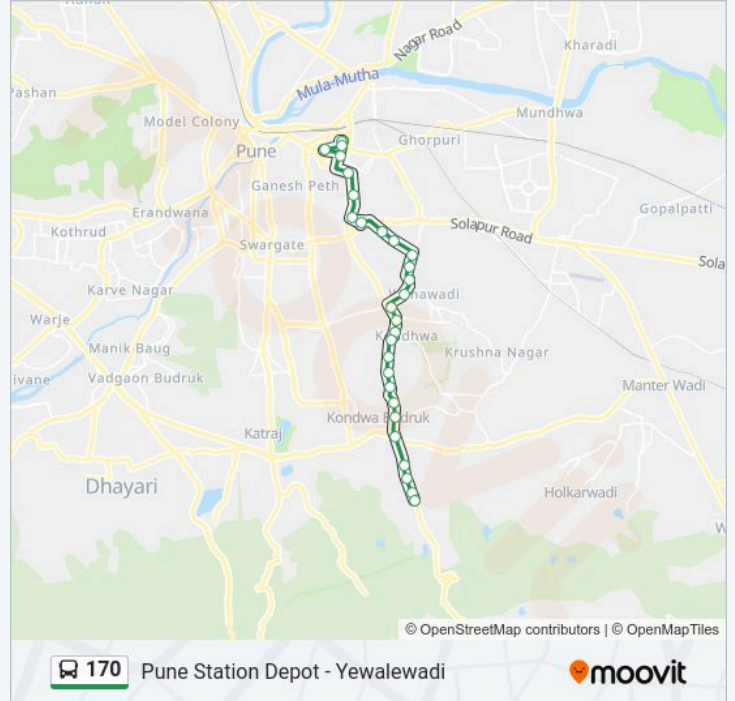 Nagar Road
Kharadi
Mula-Mutha
Pashan
Model Colony
Mundhwa
Pune
Ghorpuri
Ganesh Peth
Erandwana
Gopalpatti
Kothrud
Solapur Road
Swargate
Sola
Karve Nagar
Warje
Krushna Nagar
Manik Baug
Vadgaon Budruk
Manter Wadi
Katraj
Dhayari
Holkarwadi
© OpenStreetMap contributors | © OpenMapTiles
170 Pune Station Depot - Yewalewadi
moovit